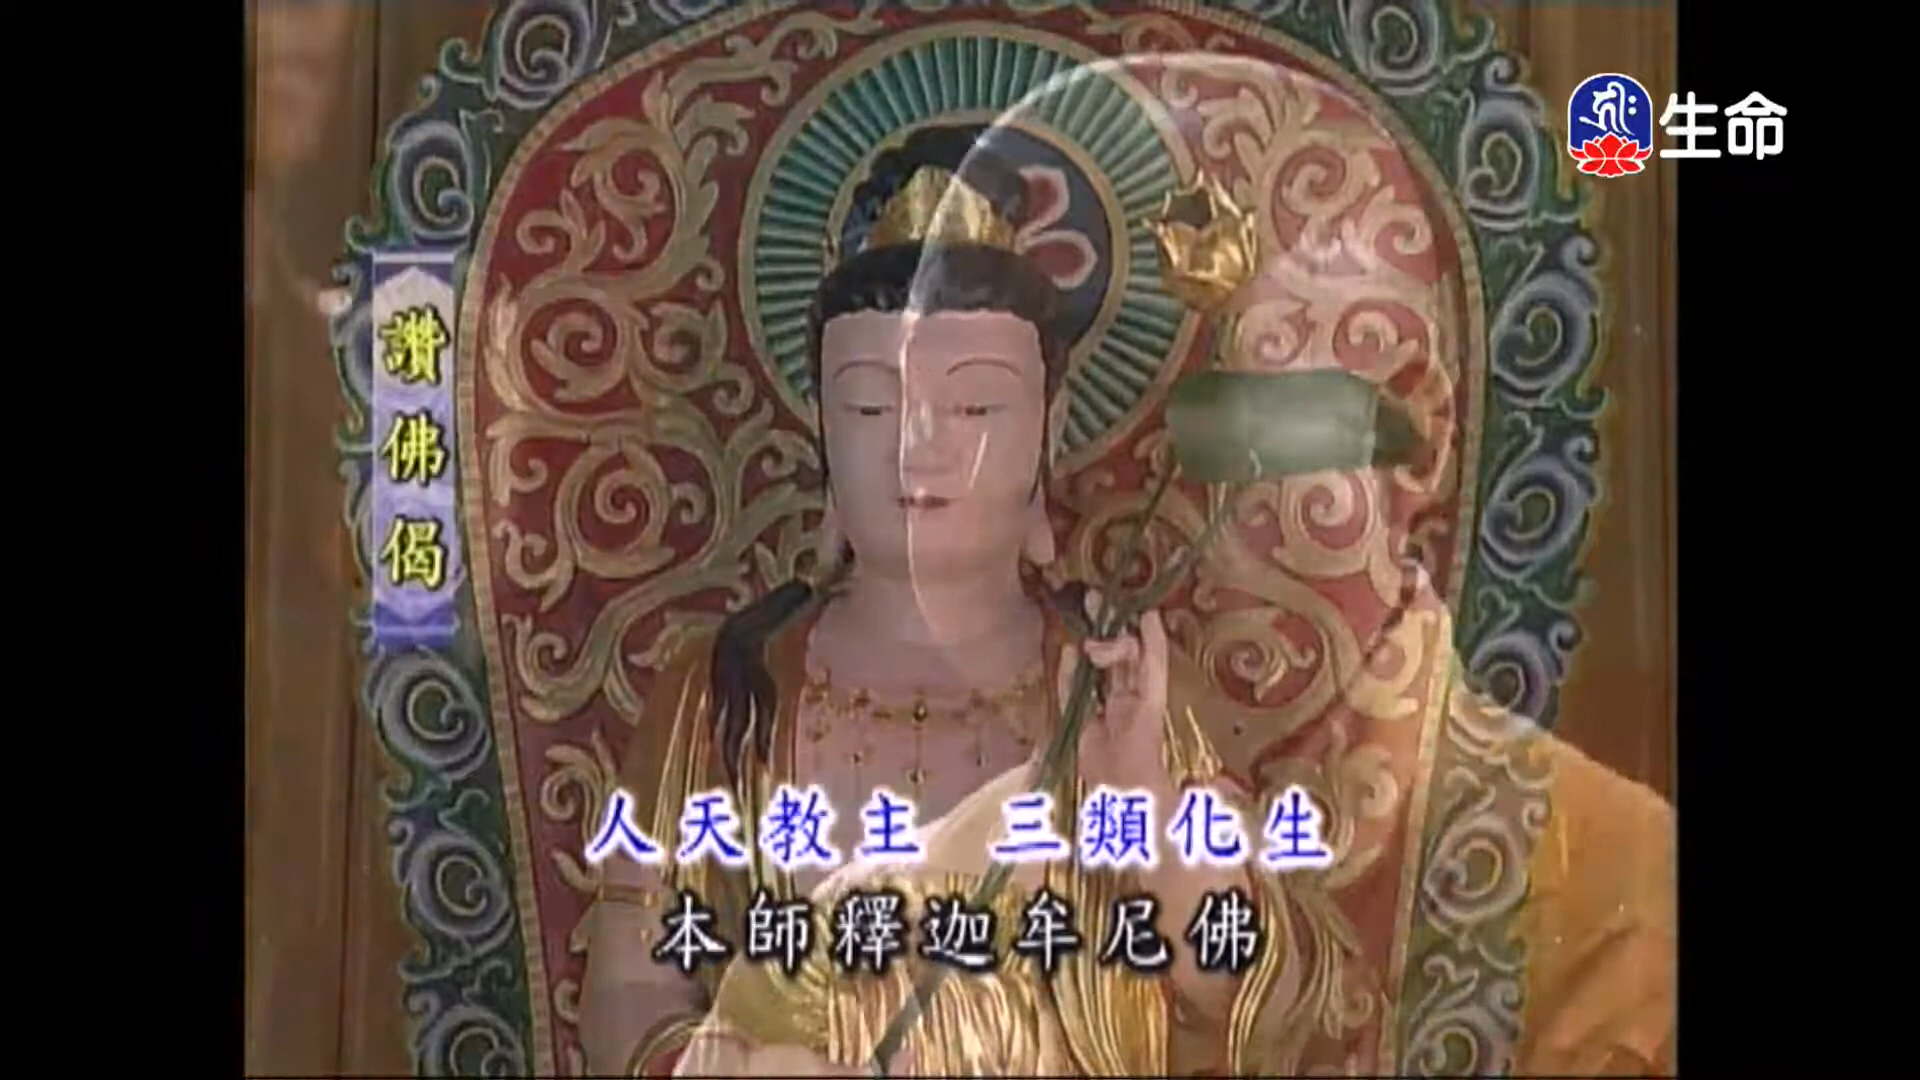 生命
讚佛偈
人天教主 三類化生
本師釋迦牟尼佛